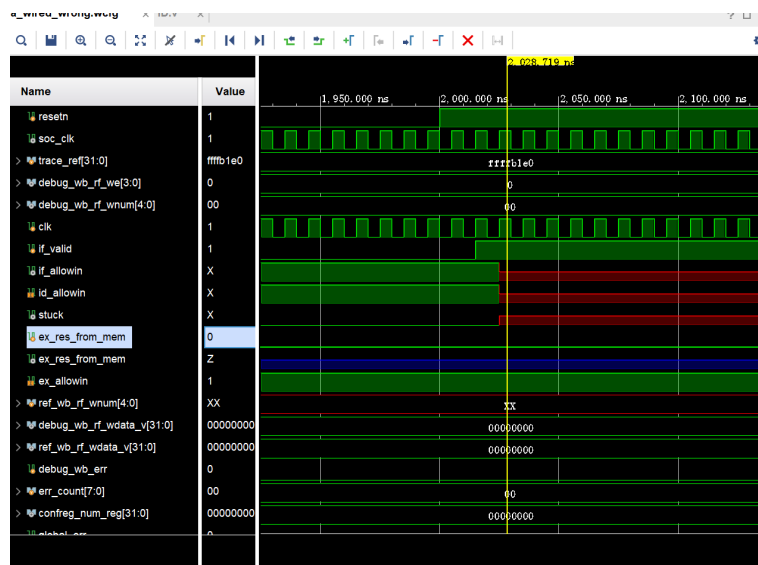 a_wired_wrong.wcfg × ID.v ×
2,028.719 ns
Name Value
1,950.000 ns 2,000.000 ns 2,050.000 ns 2,100.000 ns
resetn 1
soc_clk 1
trace_ref[31:0] ffffb1e0 ffffb1e0
debug_wb_rf_we[3:0] 0 0
debug_wb_rf_wnum[4:0] 00 00
clk 1
if_valid 1
if_allowin X
id_allowin X
stuck X
ex_res_from_mem 0
ex_res_from_mem Z
ex_allowin 1
ref_wb_rf_wnum[4:0] XX XX
debug_wb_rf_wdata_v[31:0] 00000000 00000000
ref_wb_rf_wdata_v[31:0] 00000000 00000000
debug_wb_err 0
err_count[7:0] 00 00
confreg_num_reg[31:0] 00000000 00000000
global_err 0